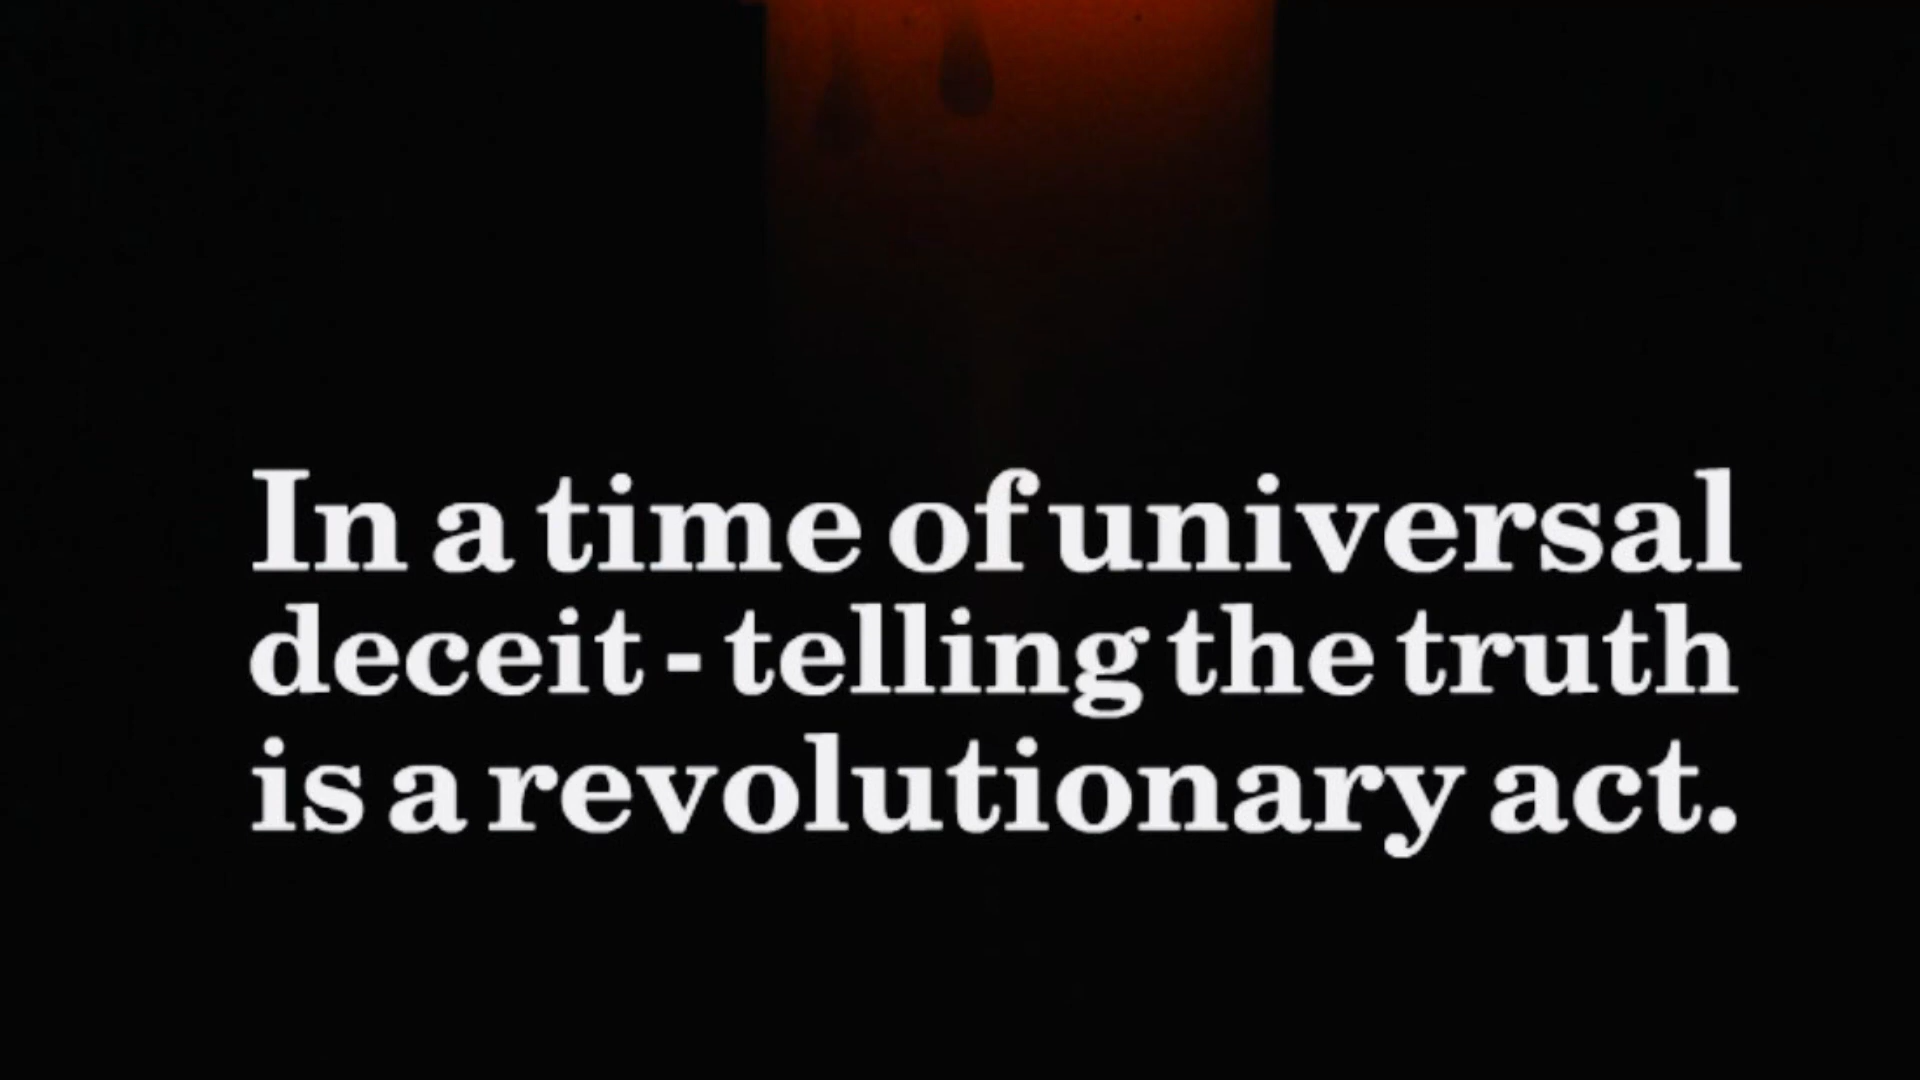 In a time of universal
deceit - telling the truth
is a revolutionary act.